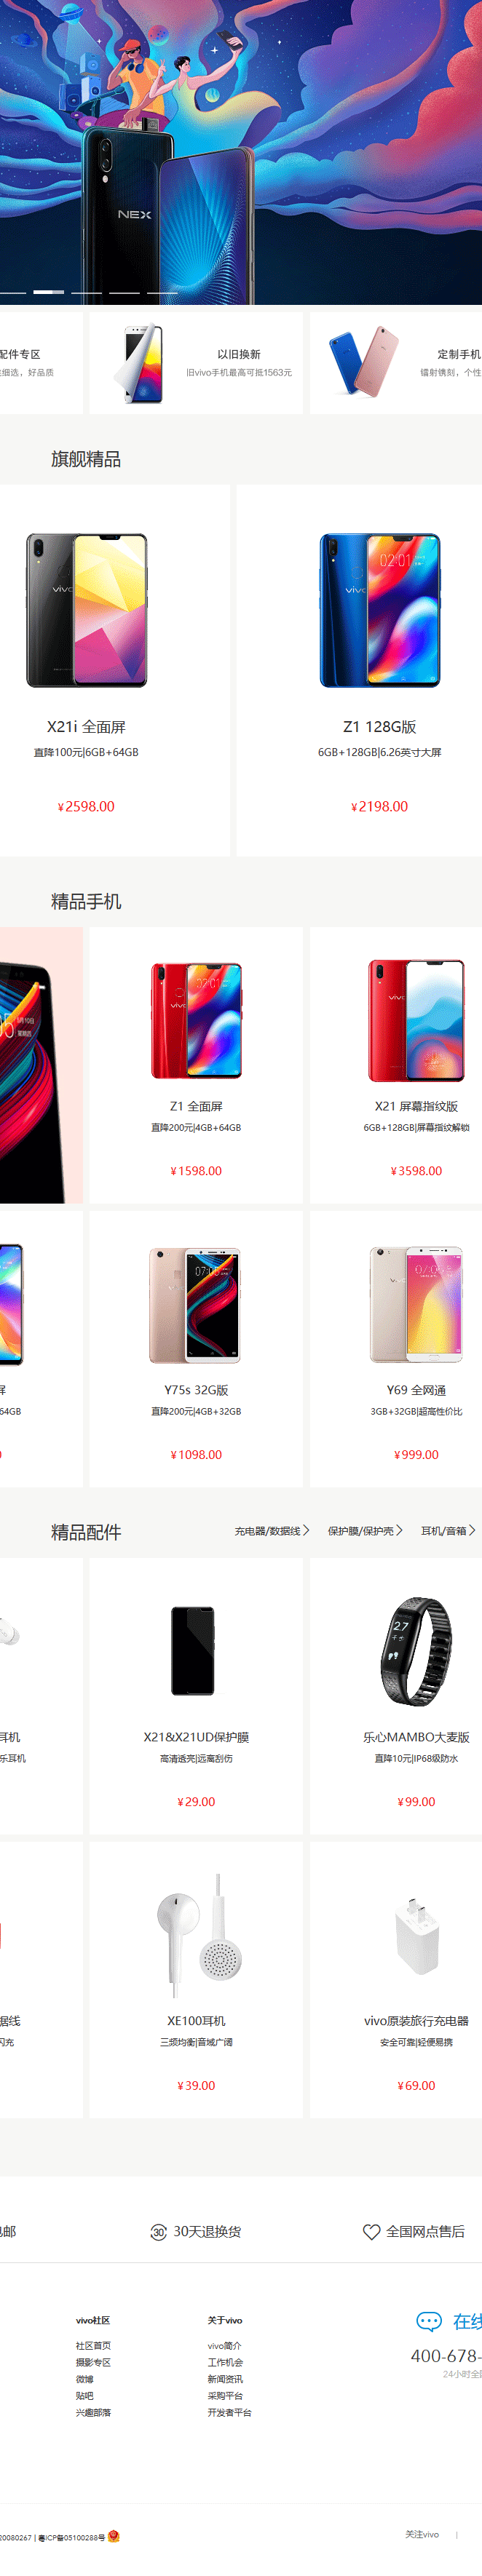 NEX
配件专区
以旧换新
定制手机
细选，好品质
旧vivo手机最高可抵1563元
镭射镌刻，个性
旗舰精品
vivo
vivo
02:01
X21i 全面屏
Z1 128G版
直降100元|6GB+64GB
6GB+128GB|6.26英寸大屏
¥2598.00
¥2198.00
精品手机
vivo
Z1 全面屏
X21 屏幕指纹版
直降200元|4GB+64GB
6GB+128GB|屏幕指纹解锁
¥1598.00
¥3598.00
屏
Y75s 32G版
Y69 全网通
64GB
直降200元|4GB+32GB
3GB+32GB|超高性价比
¥1098.00
¥999.00
精品配件
充电器/数据线
保护膜/保护壳
耳机/音箱
耳机
X21&X21UD保护膜
乐心MAMBO大麦版
乐耳机
高清透亮|远离刮伤
直降10元|IP68级防水
¥29.00
¥99.00
据线
XE100耳机
vivo原装旅行充电器
闪充
三频均衡|音域广阔
安全可靠|轻便易携
¥39.00
¥69.00
包邮
30
30天退换货
全国网点售后
vivo社区
关于vivo
在线
社区首页
vivo简介
400-678-
摄影专区
工作机会
24小时全国
微博
新闻资讯
贴吧
采购平台
兴趣部落
开发者平台
20080267 | 粤ICP备05100288号
关注vivo
|